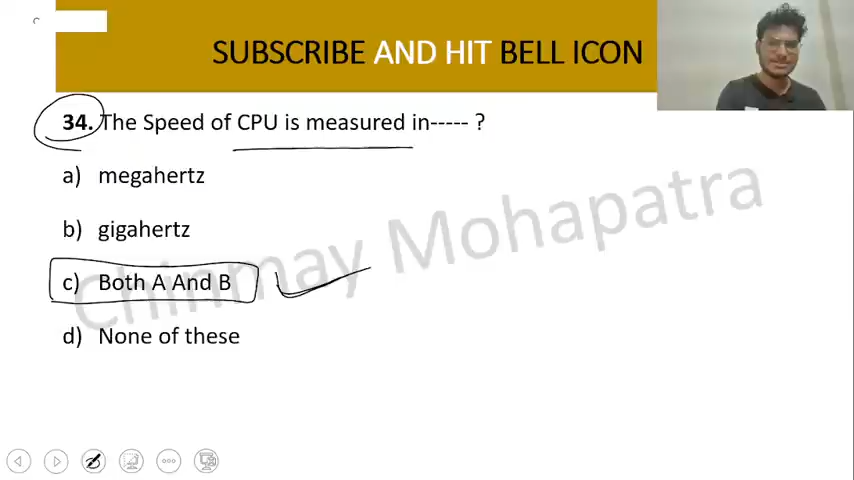 SUBSCRIBE AND HIT BELL ICON
34. The Speed of CPU is measured in----- ?
a) megahertz
b) gigahertz
c) Both A And B
d) None of these
Chinmay Mohapatra